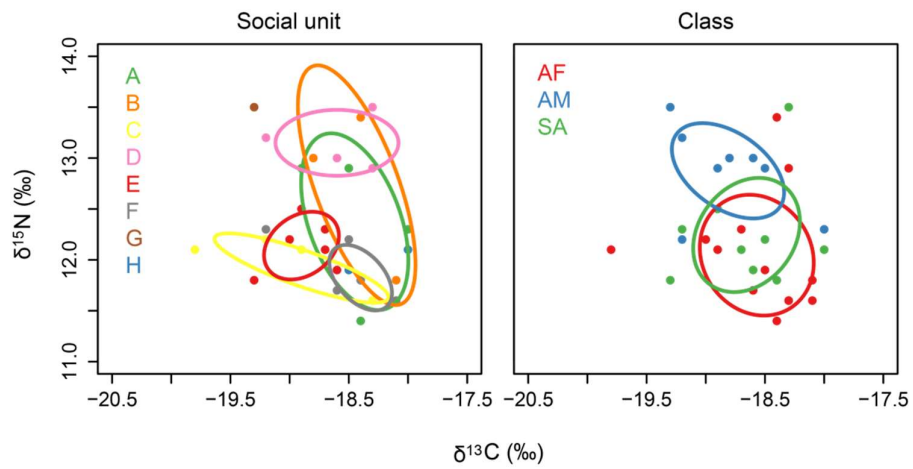 Social unit
Class
δ15N (‰)
14.0
13.0
12.0
11.0
A
B
C
D
E
F
G
H
AF
AM
SA
−20.5 −19.5 −18.5 −17.5
−20.5 −19.5 −18.5 −17.5
δ13C (‰)